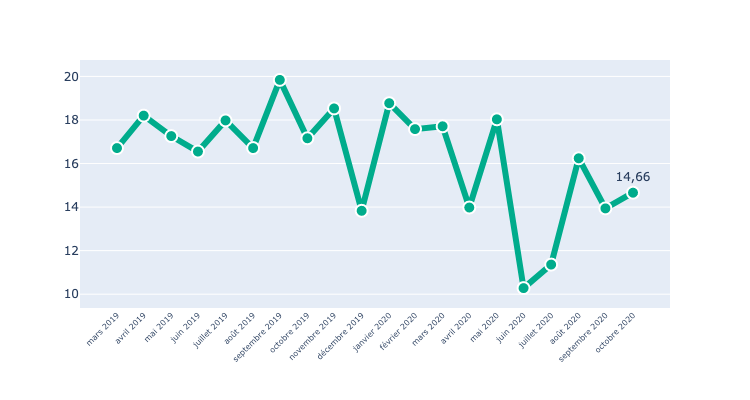 20
18
16
14
12
10
14,66
mars 2019
avril 2019
mai 2019
juin 2019
juillet 2019
août 2019
septembre 2019
octobre 2019
novembre 2019
décembre 2019
janvier 2020
février 2020
mars 2020
avril 2020
mai 2020
juin 2020
juillet 2020
août 2020
septembre 2020
octobre 2020